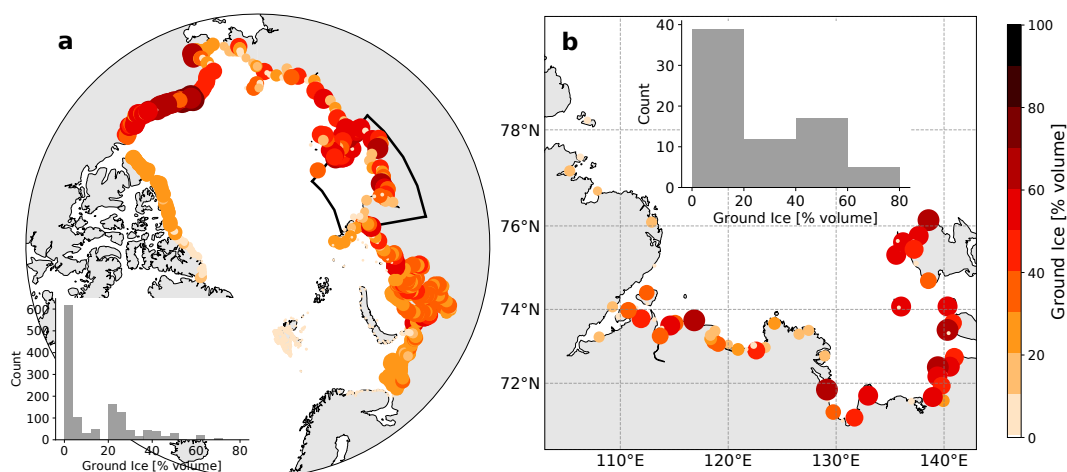 a
600
500
400
300
200
100
0
Count
0 20 40 60 80
Ground Ice [% volume]
b
40
30
20
10
0
Count
0 20 40 60 80
Ground Ice [% volume]
78°N
76°N
74°N
72°N
110°E 120°E 130°E 140°E
100
80
60
40
20
0
Ground Ice [% volume]